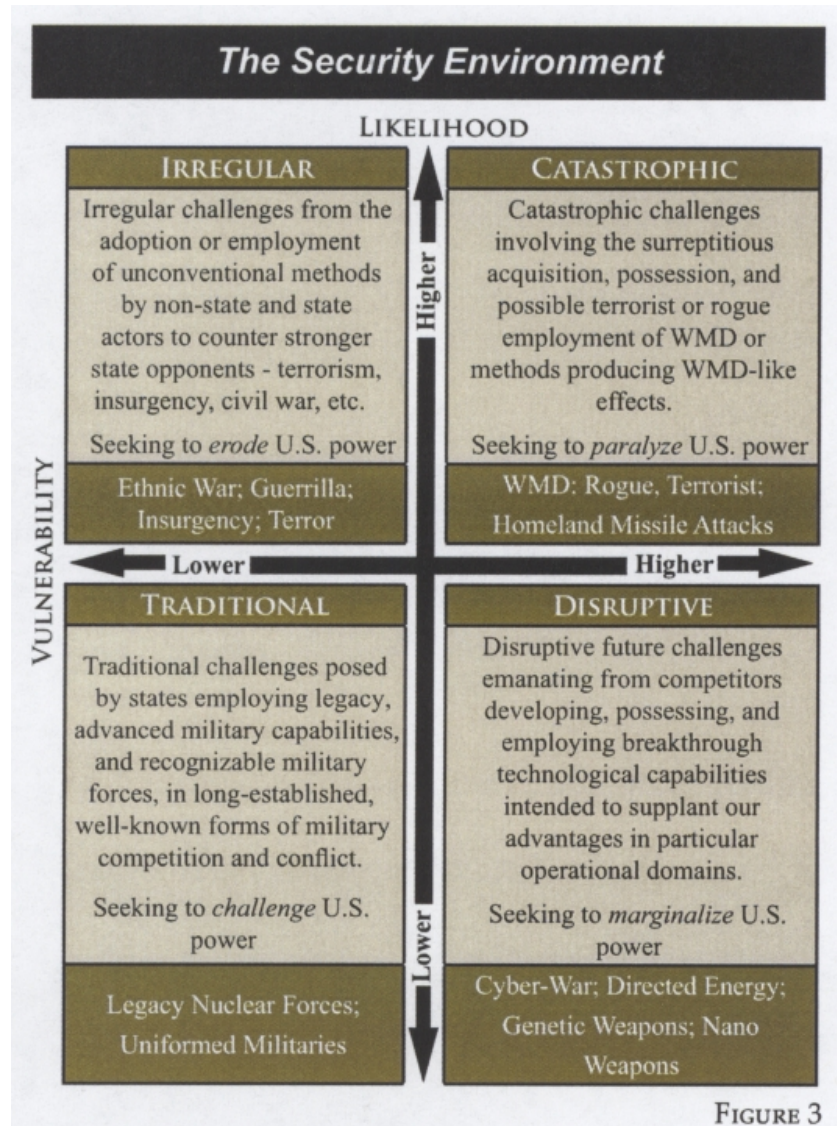 The Security Environment
LIKELIHOOD
IRREGULAR
Irregular challenges from the
adoption or employment
of unconventional methods
by non-state and state
actors to counter stronger
state opponents - terrorism,
insurgency, civil war, etc.
Seeking to erode U.S. power
Ethnic War; Guerrilla;
Insurgency; Terror
Higher
CATASTROPHIC
Catastrophic challenges
involving the surreptitious
acquisition, possession, and
possible terrorist or rogue
employment of WMD or
methods producing WMD-like
effects.
Seeking to paralyze U.S. power
WMD: Rogue, Terrorist;
Homeland Missile Attacks
VULNERABILITY
Lower
Higher
TRADITIONAL
Traditional challenges posed
by states employing legacy,
advanced military capabilities,
and recognizable military
forces, in long-established,
well-known forms of military
competition and conflict.
Seeking to challenge U.S.
power
Legacy Nuclear Forces;
Uniformed Militaries
Lower
DISRUPTIVE
Disruptive future challenges
emanating from competitors
developing, possessing, and
employing breakthrough
technological capabilities
intended to supplant our
advantages in particular
operational domains.
Seeking to marginalize U.S.
power
Cyber-War; Directed Energy;
Genetic Weapons; Nano
Weapons
FIGURE 3